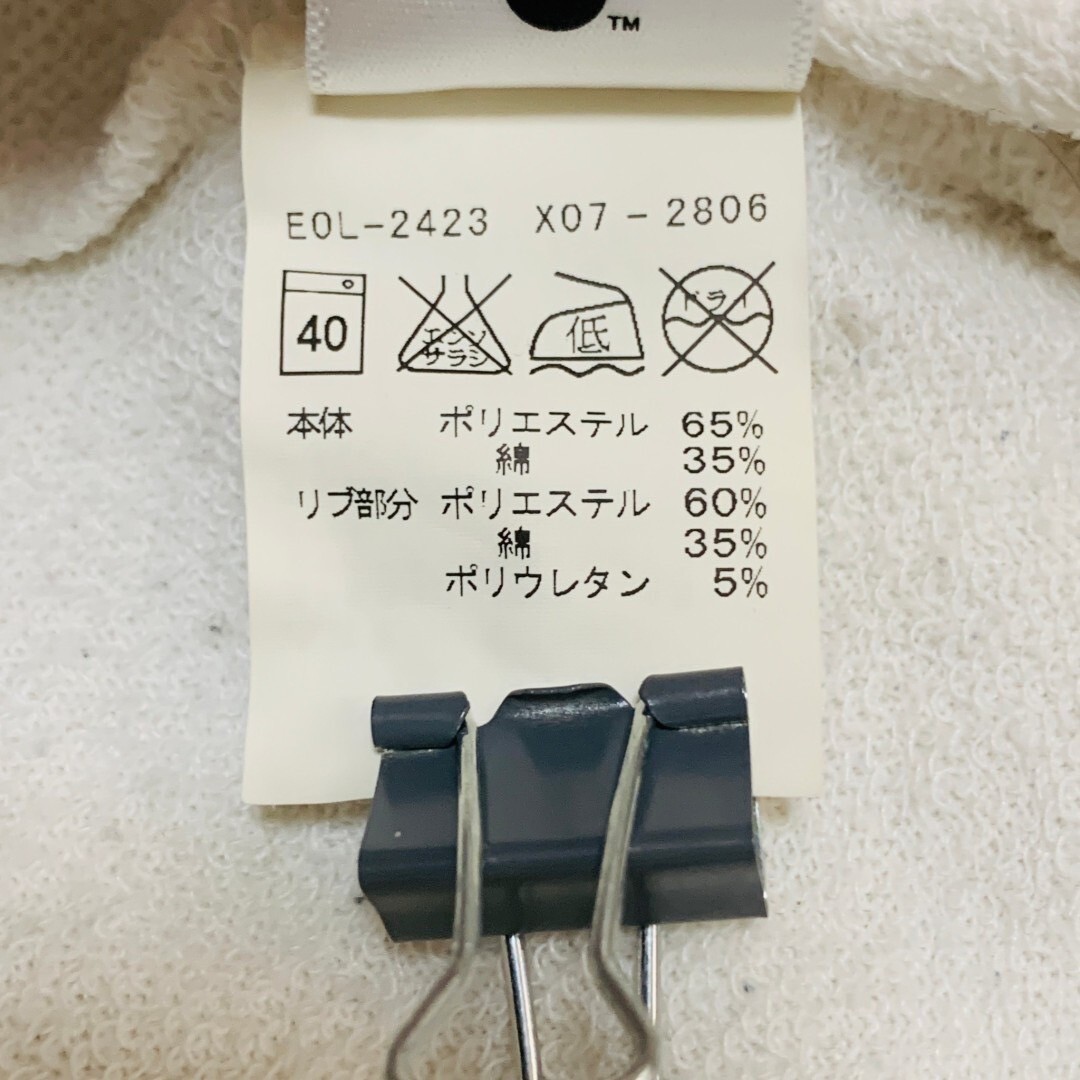 TM
EOL-2423 X07-2806
40 エンソ サラシ 低 ドライ
本体 ポリエステル 65%
綿 35%
リブ部分 ポリエステル 60%
綿 35%
ポリウレタン 5%